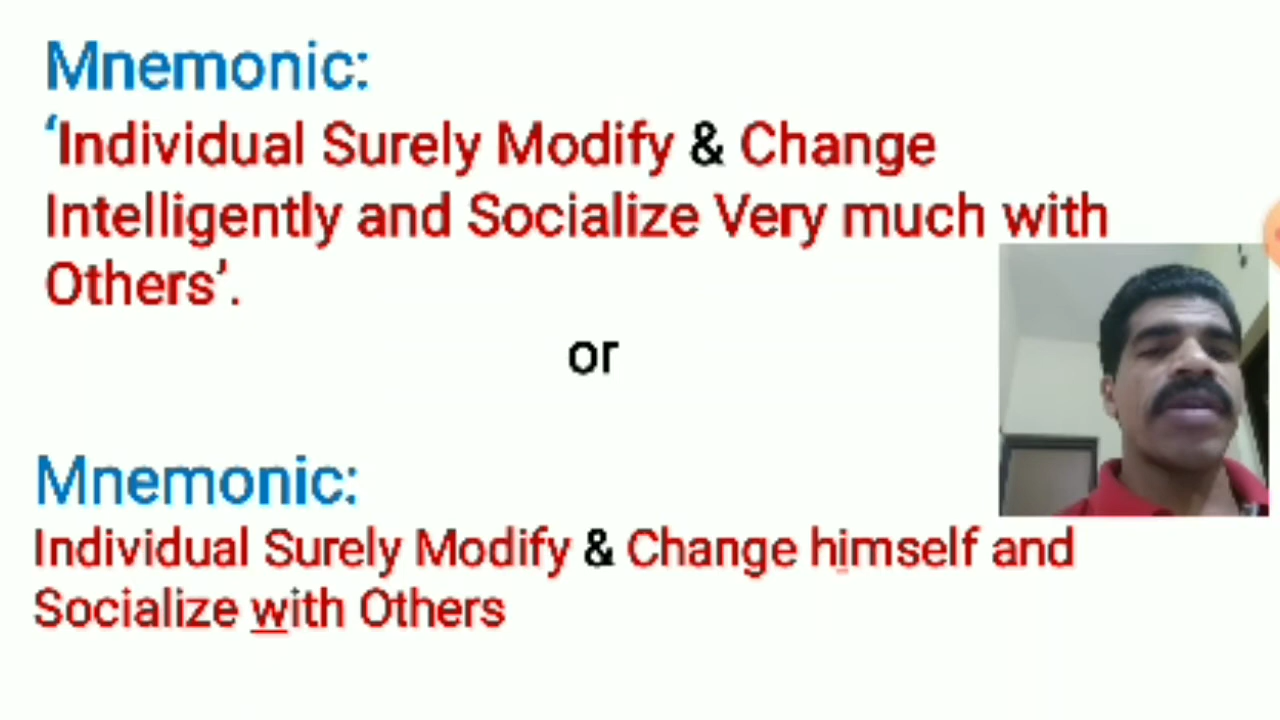 Mnemonic:
‘Individual Surely Modify & Change
Intelligently and Socialize Very much with
Others’.
or
Mnemonic:
Individual Surely Modify & Change himself and
Socialize with Others